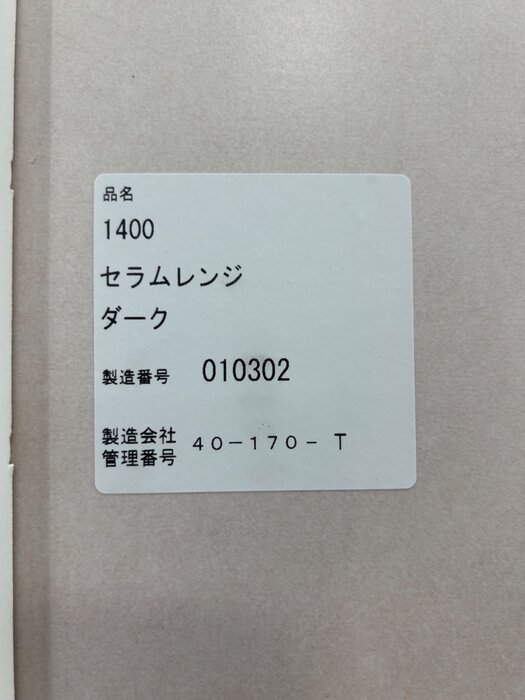 品名
1400
セラムレンジ
ダーク
製造番号 010302
製造会社
管理番号 40-170-T